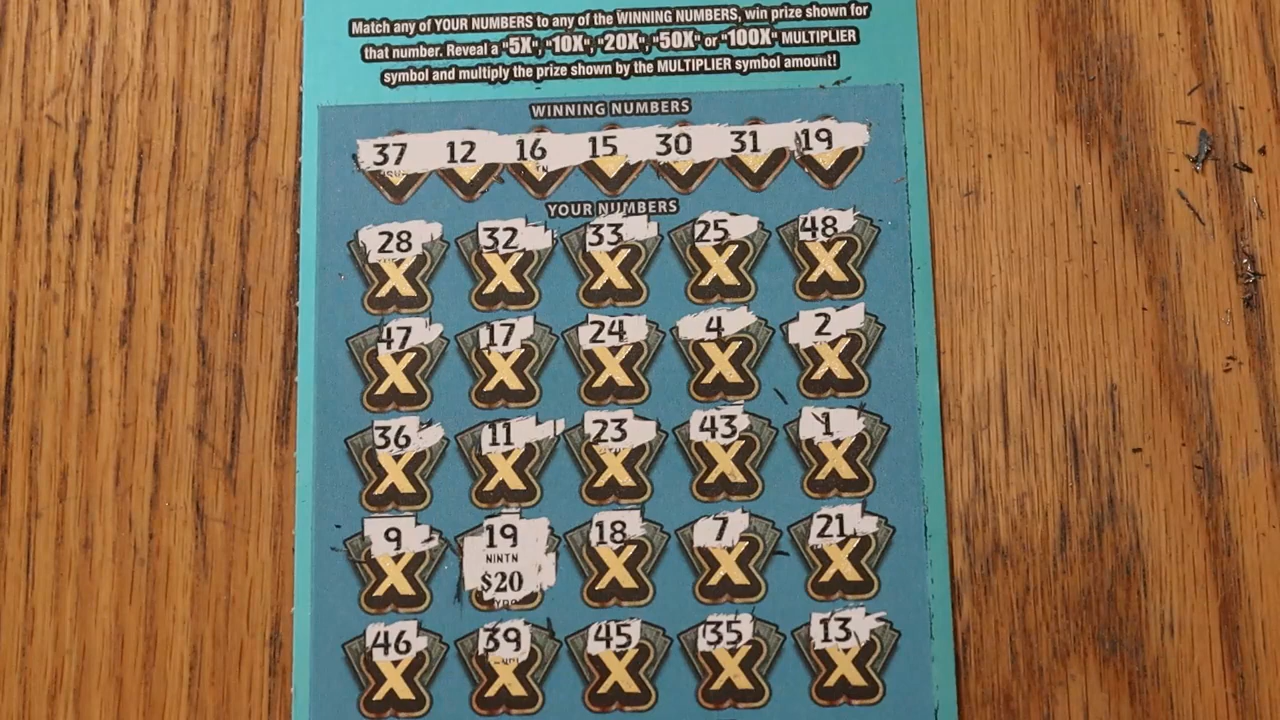 Match any of YOUR NUMBERS to any of the WINNING NUMBERS, win prize shown for
that number. Reveal a "5X", "10X", "20X", "50X" or "100X" MULTIPLIER
symbol and multiply the prize shown by the MULTIPLIER symbol amount!
WINNING NUMBERS
37 12 16 15 30 31 19
YOUR NUMBERS
28 32 33 25 48
X X X X X
47 17 24 4 2
X X X X X
36 11 23 43 1
X X X X X
9 19 18 7 21
NINTN
X $20 X X X
46 39 45 35 13
X X X X X